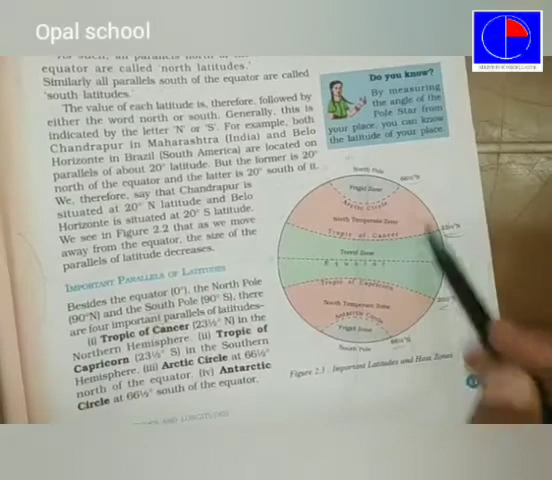 Opal school
equator are called 'north latitudes.'
Similarly all parallels south of the equator are called
'south latitudes.'
The value of each latitude is, therefore, followed by
either the word north or south. Generally, this is
indicated by the letter 'N' or 'S'. For example, both
Chandrapur in Maharashtra (India) and Belo
Horizonte in Brazil (South America) are located on
parallels of about 20° latitude. But the former is 20°
north of the equator and the latter is 20° south of it.
We, therefore, say that Chandrapur is
situated at 20° N latitude and Belo
Horizonte is situated at 20° S latitude.
We see in Figure 2.2 that as we move
away from the equator, the size of the
parallels of latitude decreases.
IMPORTANT PARALLELS OF LATITUDES
Besides the equator (0°), the North Pole
(90°N) and the South Pole (90° S), there
are four important parallels of latitudes–
(i) Tropic of Cancer (23½° N) in the
Northern Hemisphere. (ii) Tropic of
Capricorn (23½° S) in the Southern
Hemisphere. (iii) Arctic Circle at 66½°
north of the equator. (iv) Antarctic
Circle at 66½° south of the equator.
Do you know?
By measuring
the angle of the
Pole Star from
your place, you can know
the latitude of your place.
North Pole
66½°N
Frigid Zone
Arctic Circle
North Temperate Zone
Tropic of Cancer
Torrid Zone
Equator
Tropic of Capricorn
South Temperate Zone
Antarctic Circle
Frigid Zone
South Pole
Important Latitudes and Heat Zones
AND LONGITUDES